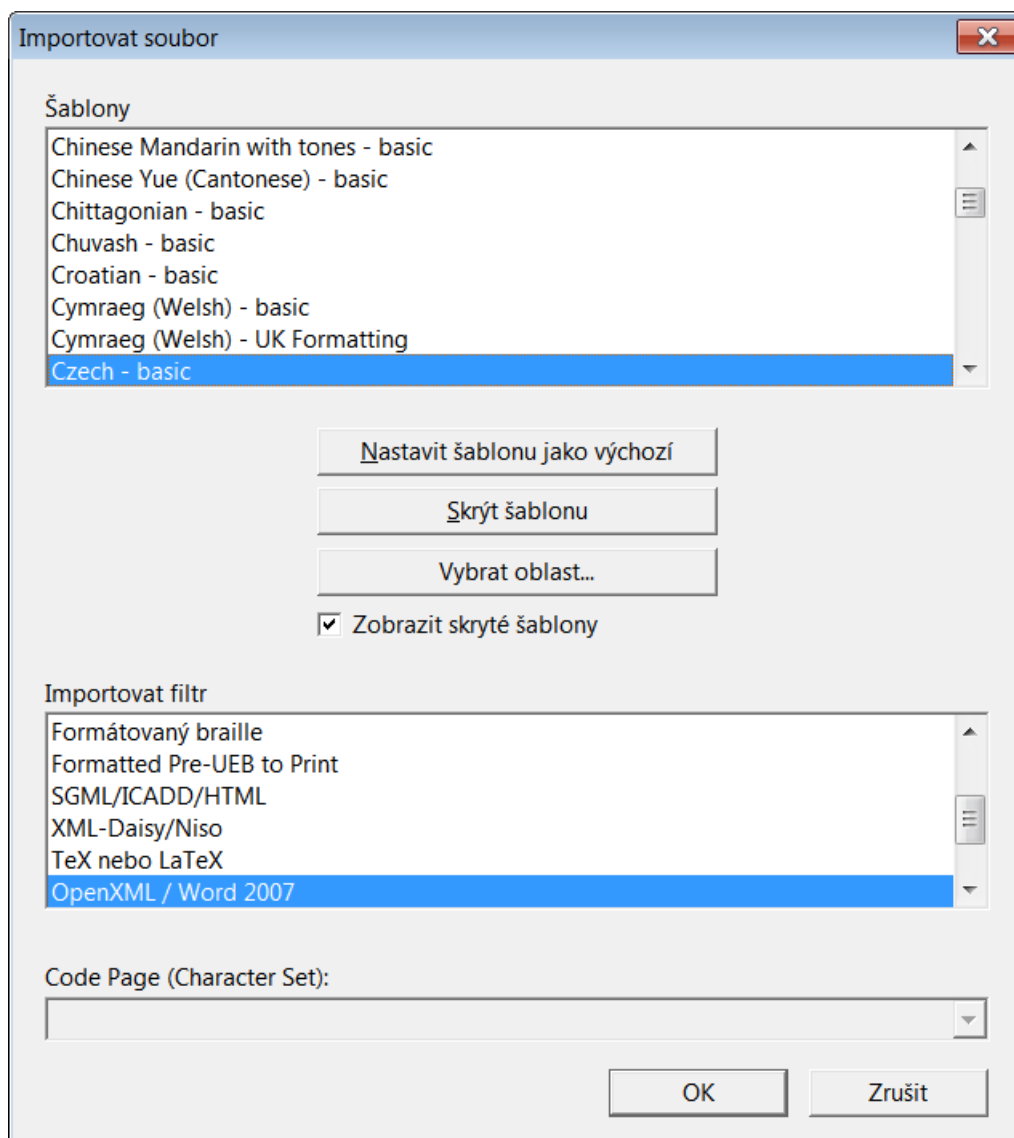 Importovat soubor
Šablony
Chinese Mandarin with tones - basic
Chinese Yue (Cantonese) - basic
Chittagonian - basic
Chuvash - basic
Croatian - basic
Cymraeg (Welsh) - basic
Cymraeg (Welsh) - UK Formatting
Czech - basic
Nastavit šablonu jako výchozí
Skrýt šablonu
Vybrat oblast...
Zobrazit skryté šablony
Importovat filtr
Formátovaný braille
Formatted Pre-UEB to Print
SGML/ICADD/HTML
XML-Daisy/Niso
TeX nebo LaTeX
OpenXML / Word 2007
Code Page (Character Set):
OK Zrušit